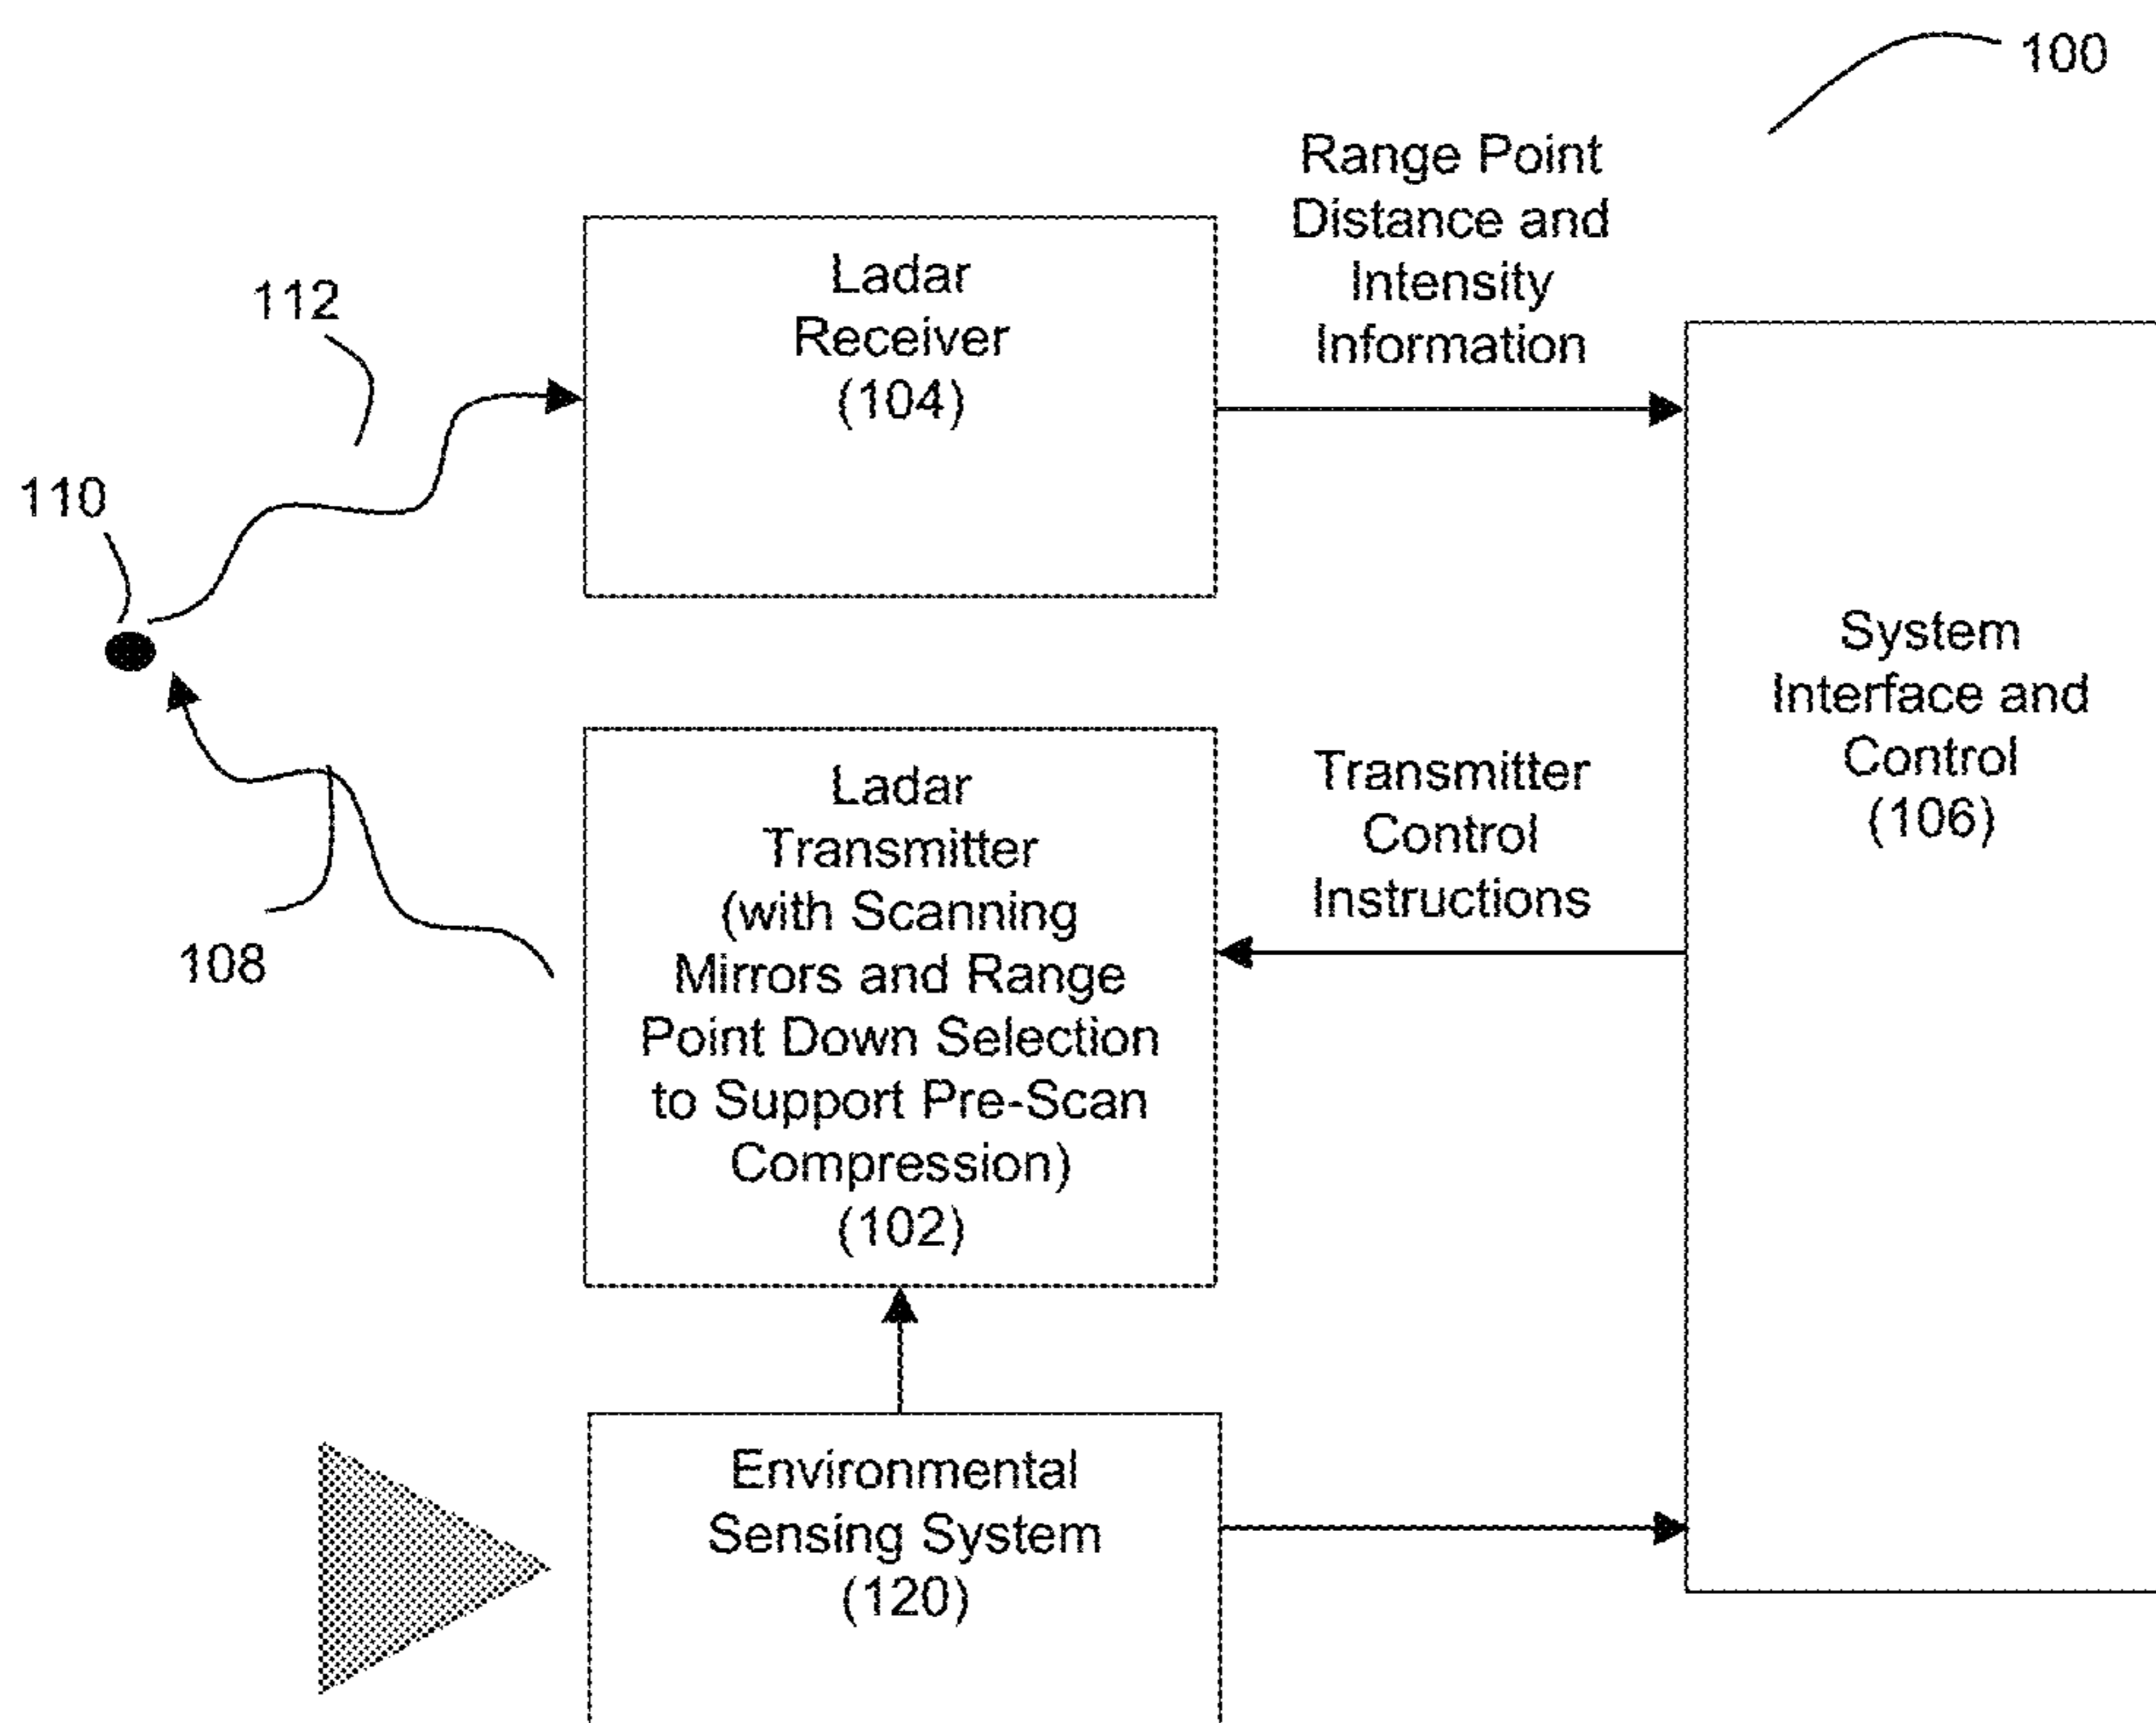 100
Range Point
Distance and
Intensity
Information
Ladar
Receiver
(104)
112
110
System
Interface and
Control
(106)
Ladar
Transmitter
(with Scanning
Mirrors and Range
Point Down Selection
to Support Pre-Scan
Compression)
(102)
Transmitter
Control
Instructions
108
Environmental
Sensing System
(120)